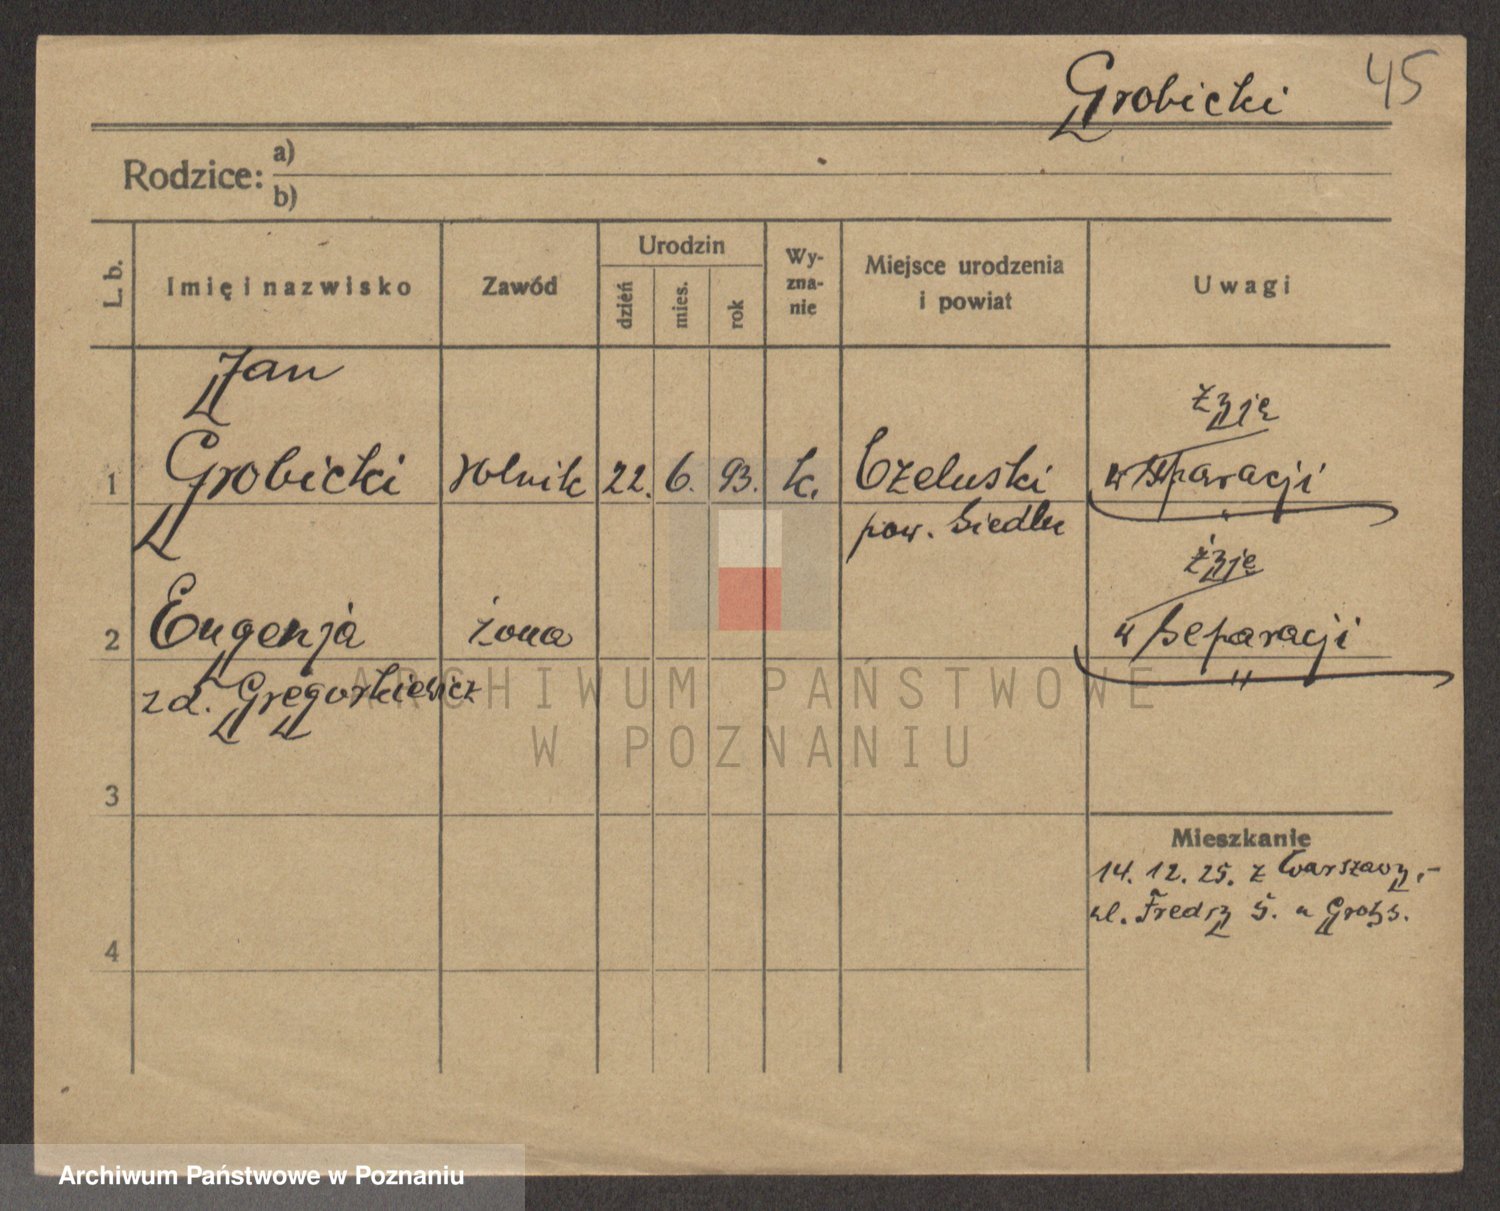 Grobicki 45
Rodzice: a)
b)
L. b. Imię i nazwisko Zawód Urodzin dzień mies. rok Wy-zna-nie Miejsce urodzenia i powiat Uwagi
Jan żyje
1 Grobicki rolnik 22. 6. 93. k. Czeluski w separacji
pow. Siedlce
żyje
2 Eugenja żona w separacji
z d. Gregorkiewicz
ARCHIWUM PAŃSTWOWE
W POZNANIU
3
Mieszkanie
14. 12. 25. z Warszawy,-
ul. Fredry 5. u
4
Archiwum Państwowe w Poznaniu